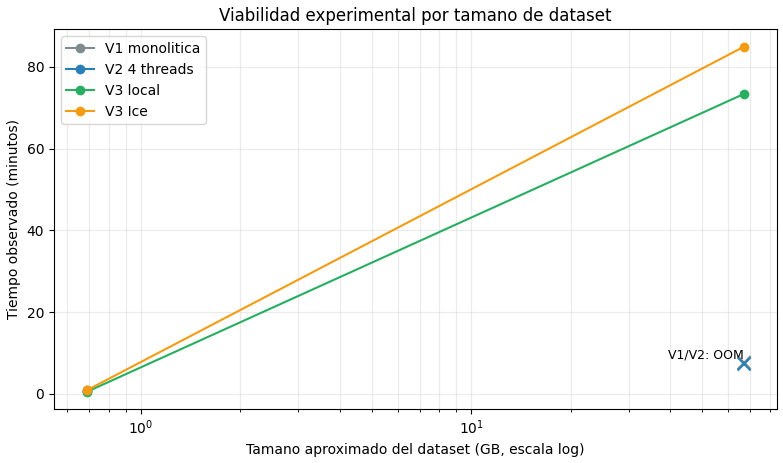 Viabilidad experimental por tamano de dataset
V1 monolitica
V2 4 threads
V3 local
V3 Ice
Tiempo observado (minutos)
80
60
40
20
0
V1/V2: OOM
10⁰
10¹
Tamano aproximado del dataset (GB, escala log)